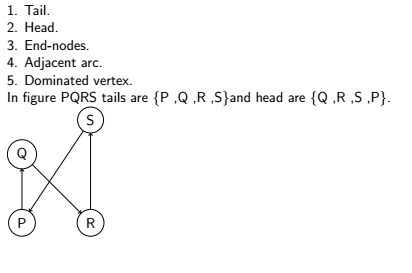 1. Tail.
2. Head.
3. End-nodes.
4. Adjacent arc.
5. Dominated vertex.
In figure PQRS tails are {P ,Q ,R ,S}and head are {Q ,R ,S ,P}.
S
Q
P
R